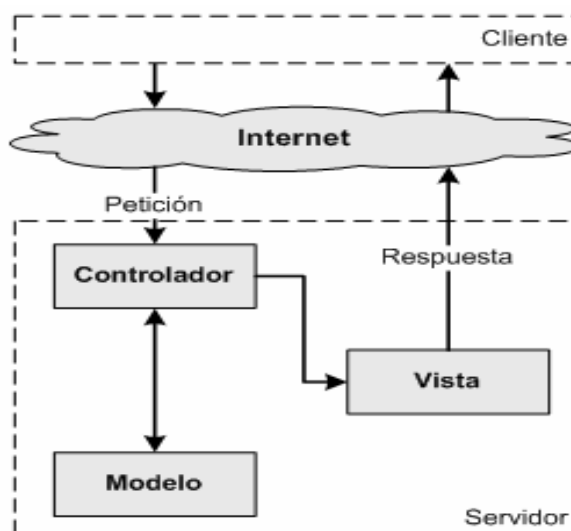 Cliente
Internet
Petición
Controlador
Respuesta
Vista
Modelo
Servidor